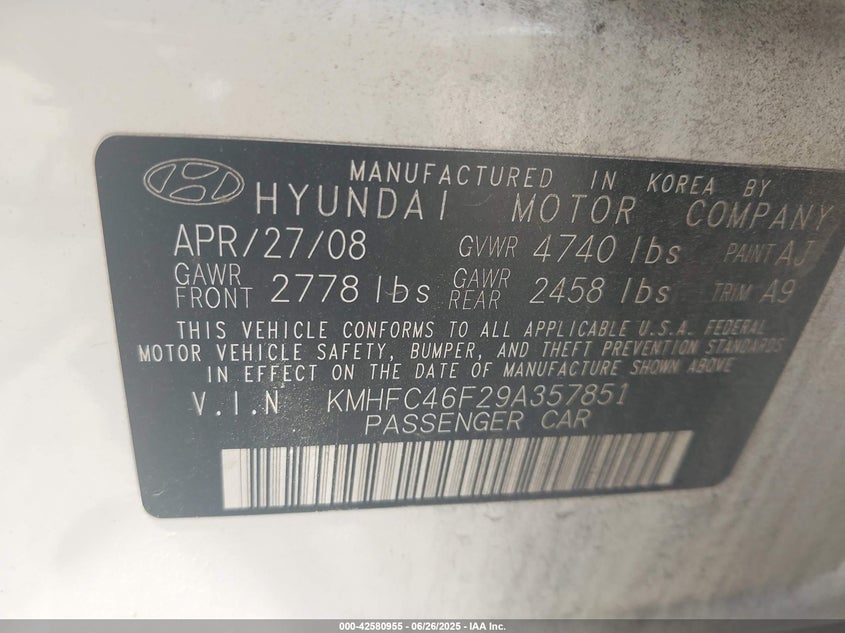 MANUFACTURED IN KOREA BY
HYUNDAI MOTOR COMPANY
APR/27/08 GVWR 4740 lbs PAINT AJ
GAWR FRONT 2778 lbs GAWR REAR 2458 lbs TRIM A9
THIS VEHICLE CONFORMS TO ALL APPLICABLE U.S.A. FEDERAL
MOTOR VEHICLE SAFETY, BUMPER, AND THEFT PREVENTION STANDARDS
IN EFFECT ON THE DATE OF MANUFACTURE SHOWN ABOVE
V.I.N KMHFC46F29A357851
PASSENGER CAR
000-42580955 - 06/26/2025 - IAA Inc.